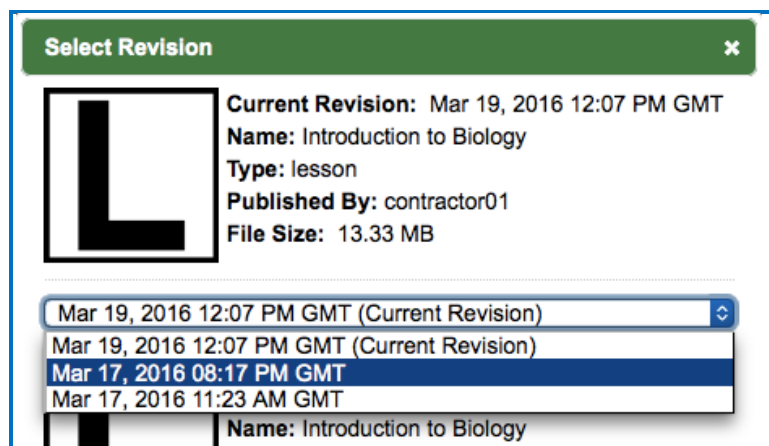 Select Revision ×
L
Current Revision: Mar 19, 2016 12:07 PM GMT
Name: Introduction to Biology
Type: lesson
Published By: contractor01
File Size: 13.33 MB
Mar 19, 2016 12:07 PM GMT (Current Revision)
Mar 19, 2016 12:07 PM GMT (Current Revision)
Mar 17, 2016 08:17 PM GMT
Mar 17, 2016 11:23 AM GMT
Name: Introduction to Biology